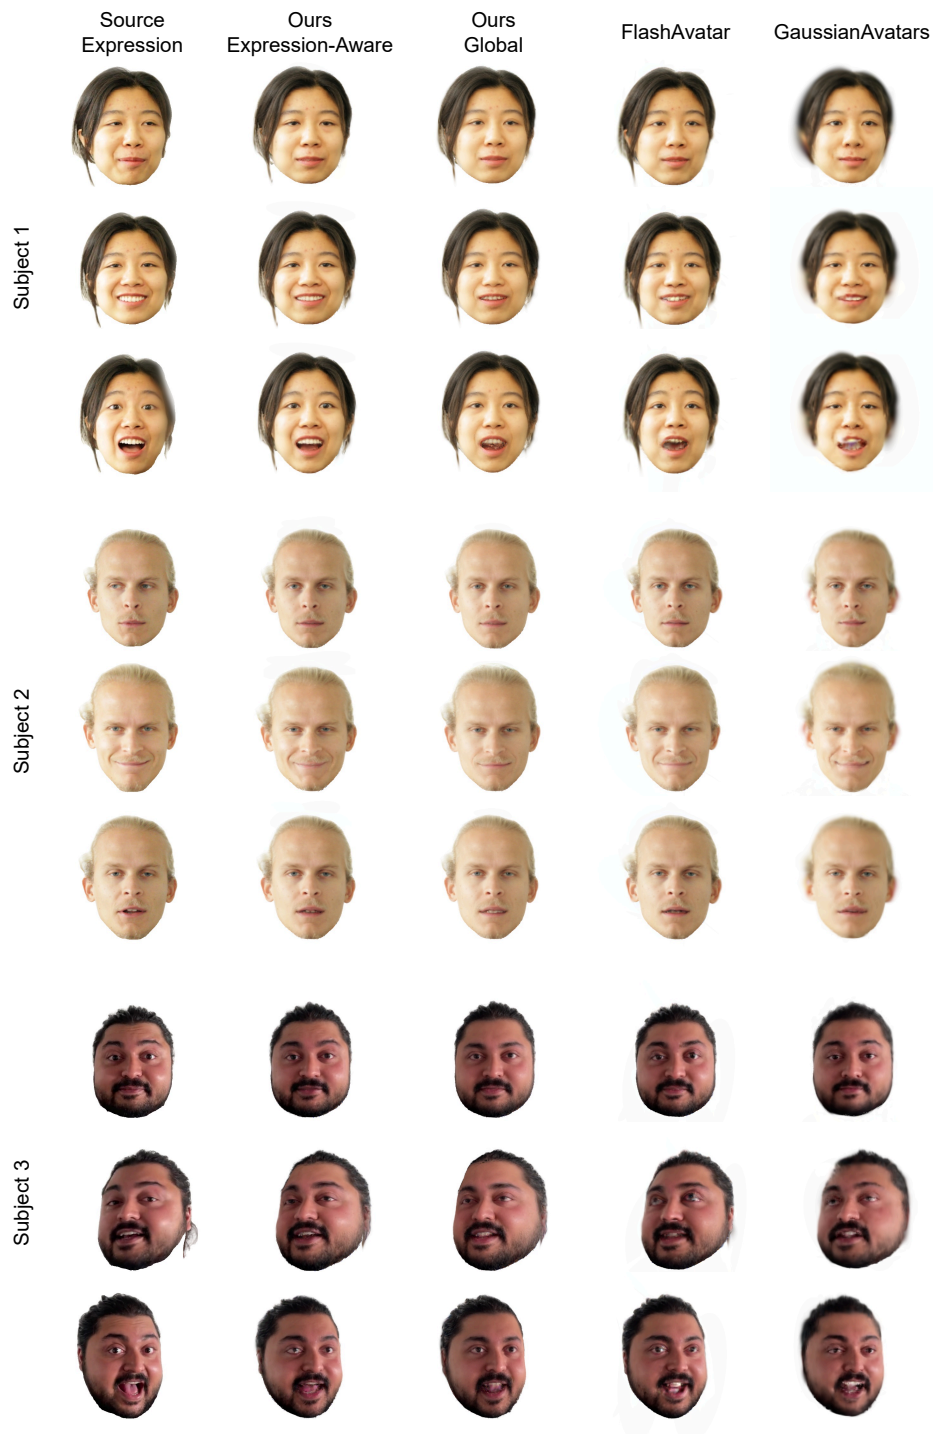 Source
Expression
Ours
Expression-Aware
Ours
Global
FlashAvatar
GaussianAvatars
Subject 1
Subject 2
Subject 3